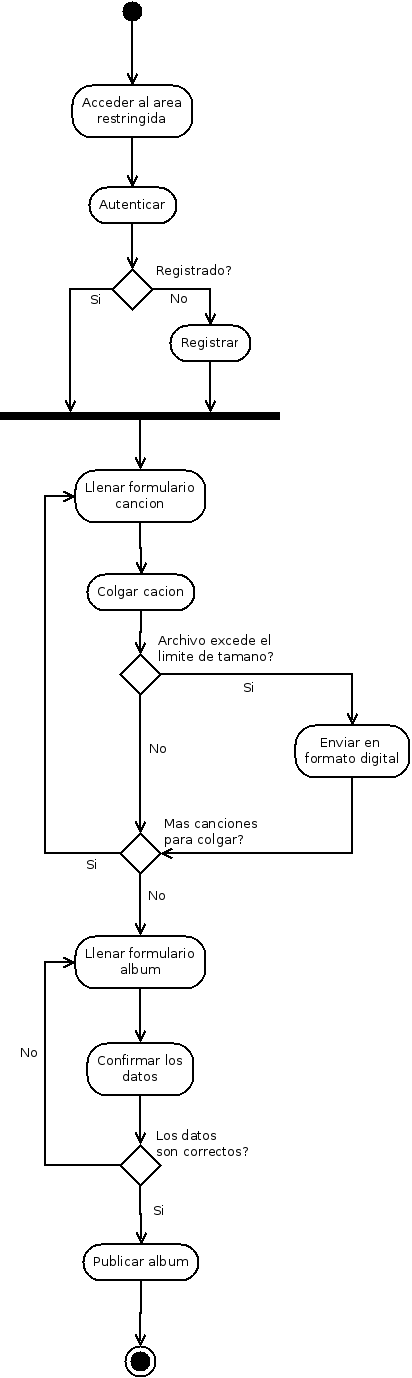 Acceder al area
restringida
Autenticar
Registrado?
Si
No
Registrar
Llenar formulario
cancion
Colgar cacion
Archivo excede el
limite de tamano?
Si
No
Enviar en
formato digital
Mas canciones
para colgar?
Si
No
Llenar formulario
album
No
Confirmar los
datos
Los datos
son correctos?
Si
Publicar album